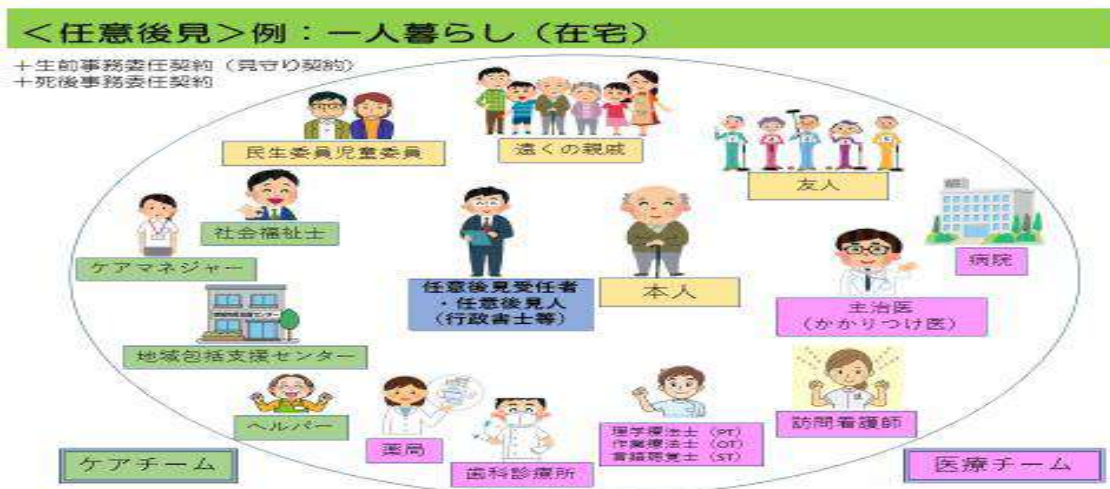 ＜任意後見＞例：一人暮らし（在宅）
＋生前事務委任契約（見守り契約）
＋死後事務委任契約
民生委員児童委員
遠くの親戚
友人
社会福祉士
ケアマネジャー
病院
任意後見受任者
・任意後見人
（行政書士等）
本人
主治医
（かかりつけ医）
地域包括支援センター
ヘルパー
薬局
歯科診療所
理学療法士（PT）
作業療法士（OT）
言語聴覚士（ST）
訪問看護師
ケアチーム
医療チーム